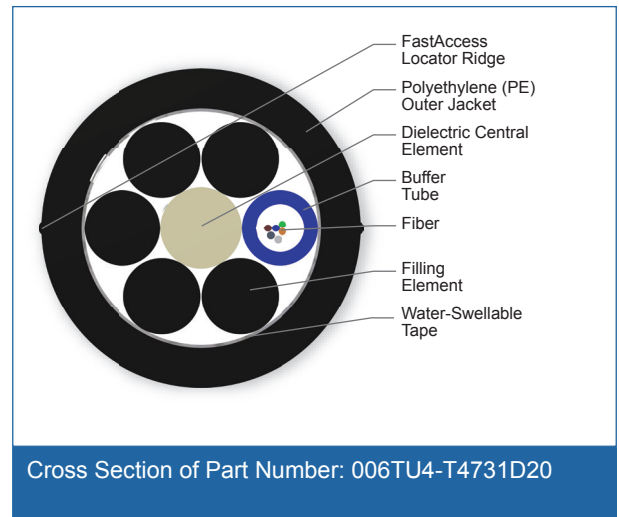 FastAccess
Locator Ridge
Polyethylene (PE)
Outer Jacket
Dielectric Central
Element
Buffer
Tube
Fiber
Filling
Element
Water-Swellable
Tape
Cross Section of Part Number: 006TU4-T4731D20